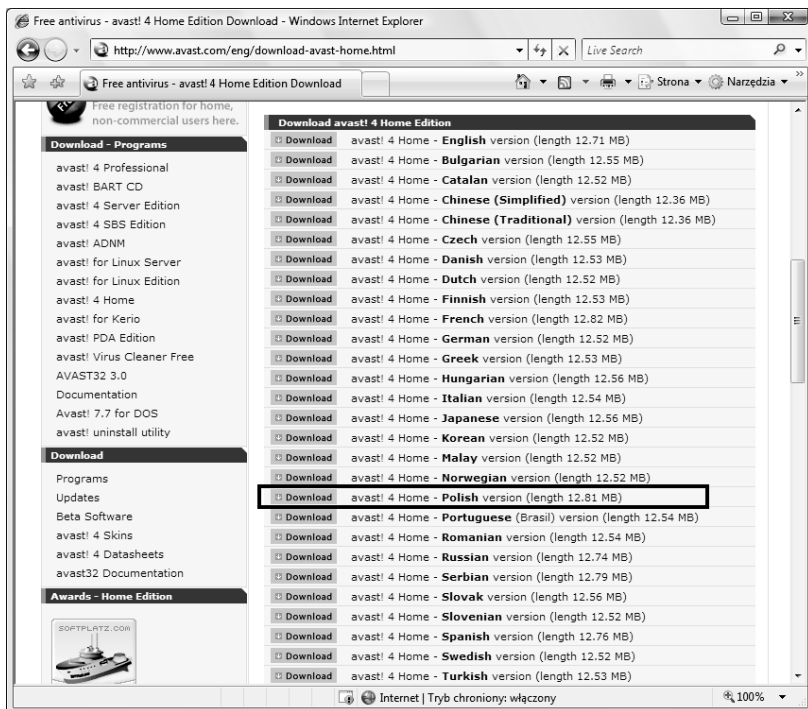 Free antivirus - avast! 4 Home Edition Download - Windows Internet Explorer
http://www.avast.com/eng/download-avast-home.html
Live Search
Free antivirus - avast! 4 Home Edition Download
Strona
Narzędzia
Free registration for home,
non-commercial users here.
Download - Programs
avast! 4 Professional
avast! BART CD
avast! 4 Server Edition
avast! 4 SBS Edition
avast! ADNM
avast! for Linux Server
avast! for Linux Edition
avast! 4 Home
avast! for Kerio
avast! PDA Edition
avast! Virus Cleaner Free
AVAST32 3.0
Documentation
Avast! 7.7 for DOS
avast! uninstall utility
Download
Programs
Updates
Beta Software
avast! 4 Skins
avast! 4 Datasheets
avast32 Documentation
Awards - Home Edition
SOFTPLATZ.COM
Download avast! 4 Home Edition
Download avast! 4 Home - English version (length 12.71 MB)
Download avast! 4 Home - Bulgarian version (length 12.55 MB)
Download avast! 4 Home - Catalan version (length 12.52 MB)
Download avast! 4 Home - Chinese (Simplified) version (length 12.36 MB)
Download avast! 4 Home - Chinese (Traditional) version (length 12.36 MB)
Download avast! 4 Home - Czech version (length 12.55 MB)
Download avast! 4 Home - Danish version (length 12.53 MB)
Download avast! 4 Home - Dutch version (length 12.52 MB)
Download avast! 4 Home - Finnish version (length 12.53 MB)
Download avast! 4 Home - French version (length 12.82 MB)
Download avast! 4 Home - German version (length 12.52 MB)
Download avast! 4 Home - Greek version (length 12.53 MB)
Download avast! 4 Home - Hungarian version (length 12.56 MB)
Download avast! 4 Home - Italian version (length 12.54 MB)
Download avast! 4 Home - Japanese version (length 12.56 MB)
Download avast! 4 Home - Korean version (length 12.52 MB)
Download avast! 4 Home - Malay version (length 12.52 MB)
Download avast! 4 Home - Norwegian version (length 12.52 MB)
Download avast! 4 Home - Polish version (length 12.81 MB)
Download avast! 4 Home - Portuguese (Brasil) version (length 12.54 MB)
Download avast! 4 Home - Romanian version (length 12.54 MB)
Download avast! 4 Home - Russian version (length 12.74 MB)
Download avast! 4 Home - Serbian version (length 12.79 MB)
Download avast! 4 Home - Slovak version (length 12.56 MB)
Download avast! 4 Home - Slovenian version (length 12.52 MB)
Download avast! 4 Home - Spanish version (length 12.76 MB)
Download avast! 4 Home - Swedish version (length 12.52 MB)
Download avast! 4 Home - Turkish version (length 12.53 MB)
Internet | Tryb chroniony: włączony
100%